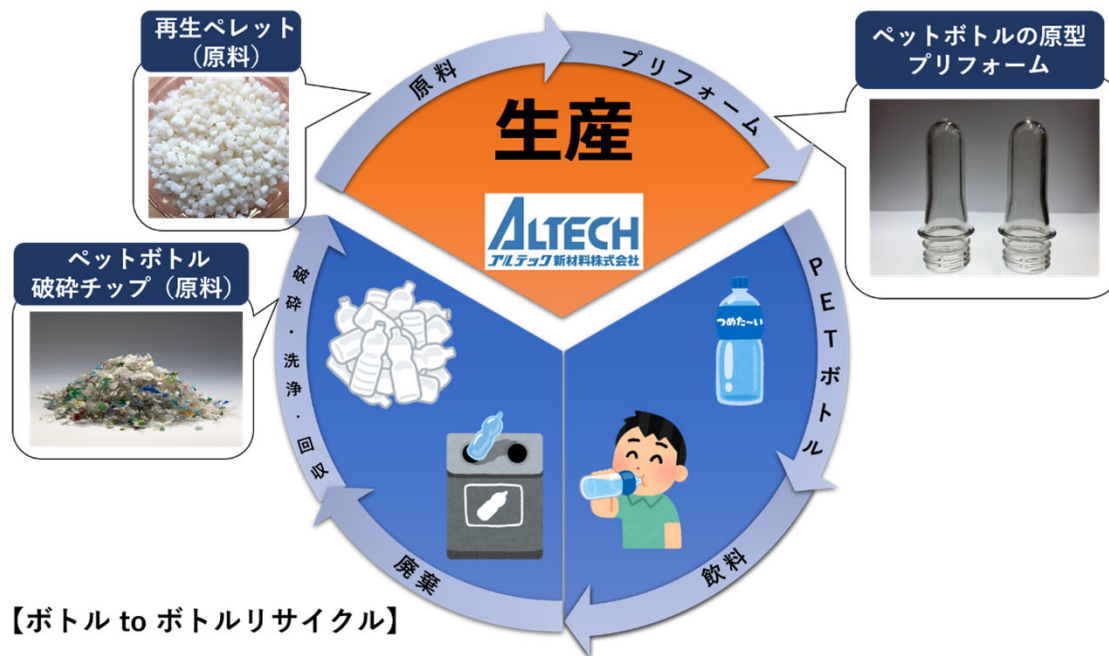 再生ペレット
（原料）
原料
プリフォーム
ペットボトルの原型
プリフォーム
生産
ALTECH
アルテック新材料株式会社
ペットボトル
破砕チップ（原料）
破砕・洗浄・回収
つめた～い
PETボトル
廃棄
飲料
【ボトル to ボトルリサイクル】